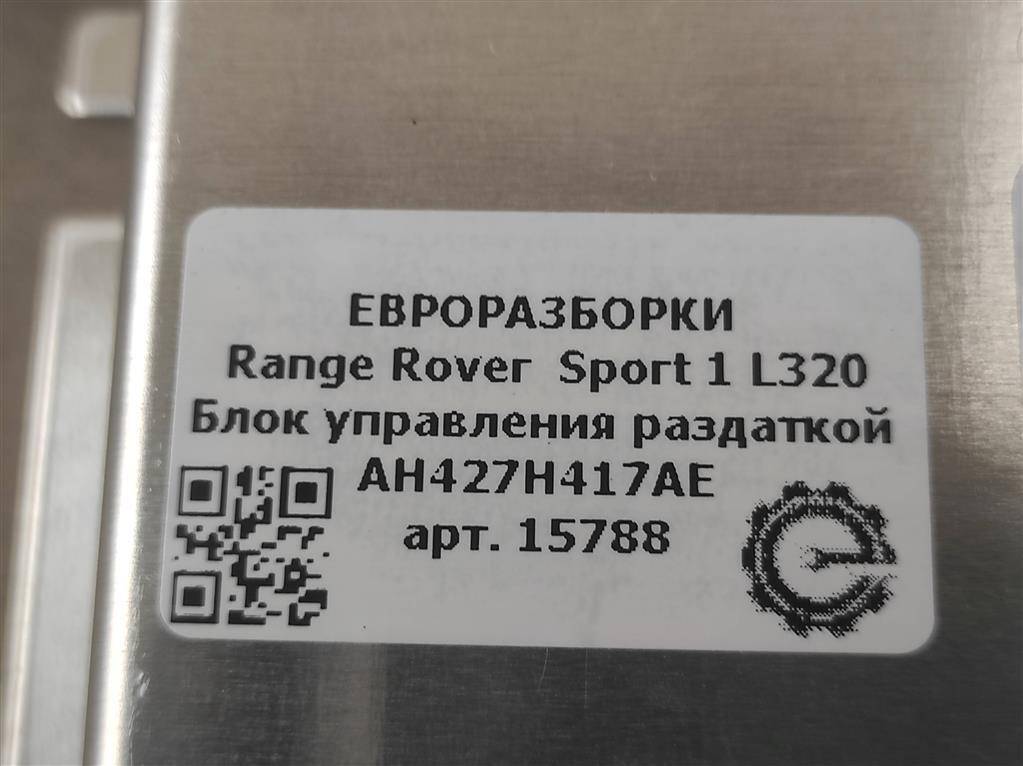 ЕВРОРАЗБОРКИ
Range Rover Sport 1 L320
Блок управления раздаткой
AH427H417AE
арт. 15788